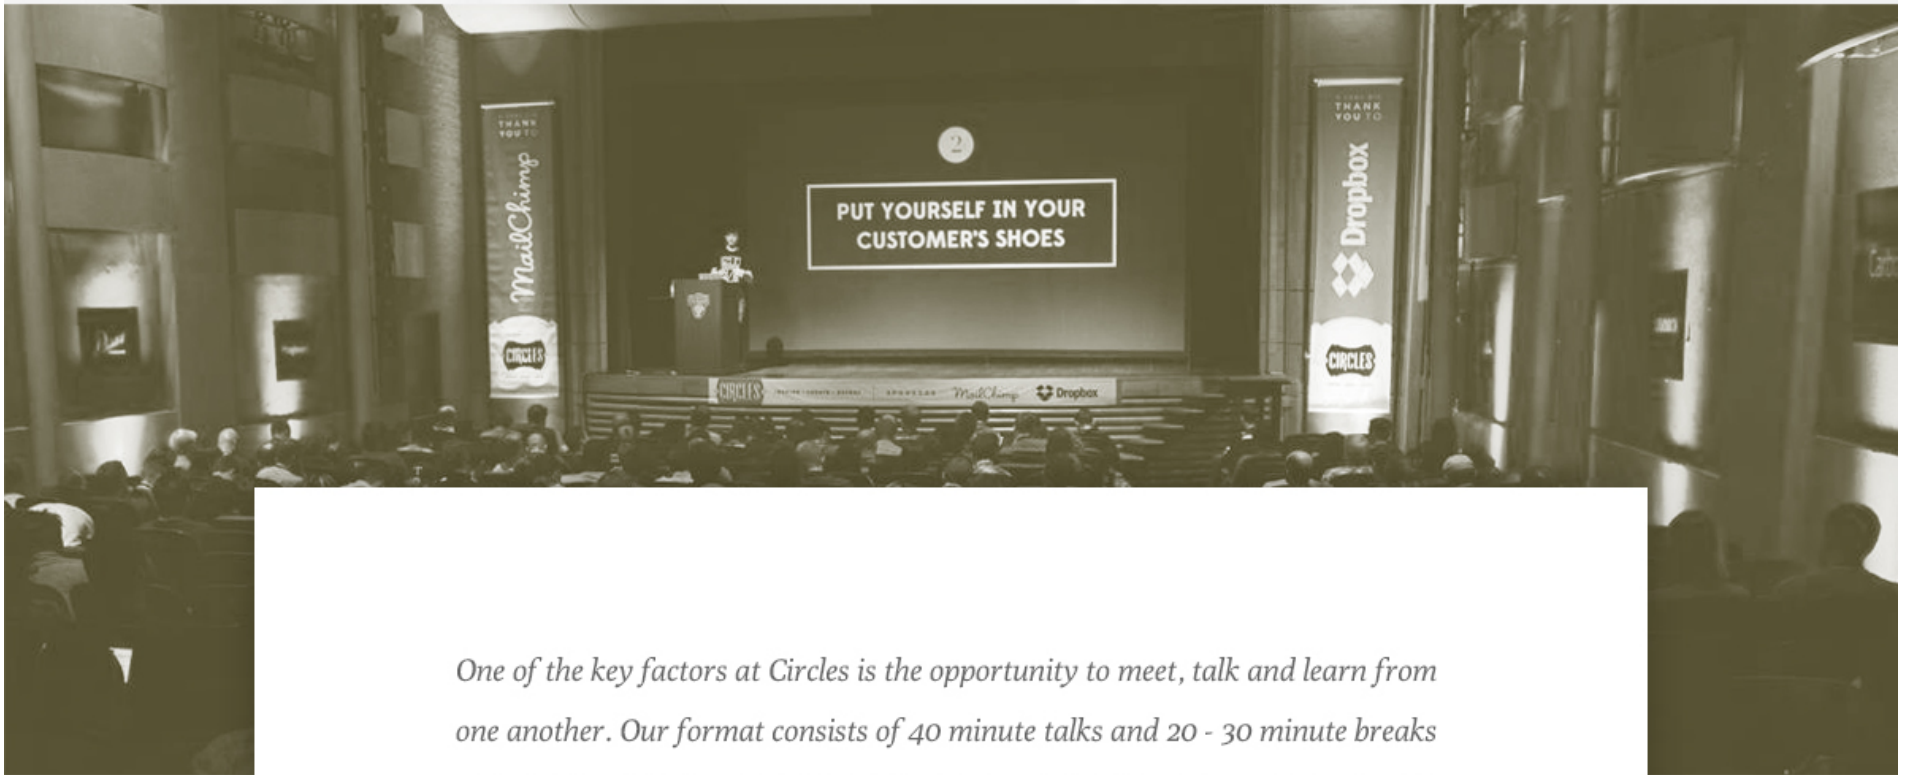 THANK
YOU TO
MailChimp
CIRCLES
2
PUT YOURSELF IN YOUR
CUSTOMER'S SHOES
THANK
YOU TO
Dropbox
CIRCLES
CIRCLES
MailChimp
Dropbox
One of the key factors at Circles is the opportunity to meet, talk and learn from
one another. Our format consists of 40 minute talks and 20 - 30 minute breaks